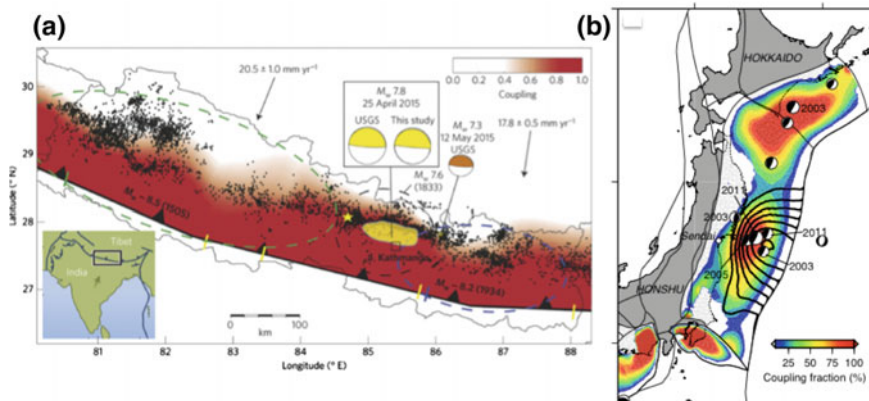 (a)
20.5 ± 1.0 mm yr⁻¹
0.0 0.2 0.4 0.6 0.8 1.0
Coupling
Mw 7.8
25 April 2015
USGS This study
Mw 7.3
12 May 2015
USGS
17.8 ± 0.5 mm yr⁻¹
Mw 7.6
(1833)
Mw ~ 8.5 (1505)
Kathmandu
Mw ~ 8.2 (1934)
Tibet
India
0 100
km
30
29
28
27
Latitude (° N)
81 82 83 84 85 86 87 88
Longitude (° E)
(b)
HOKKAIDO
2003
2011
2003
Sendai
2011
2003
2005
HONSHU
25 50 75 100
Coupling fraction (%)